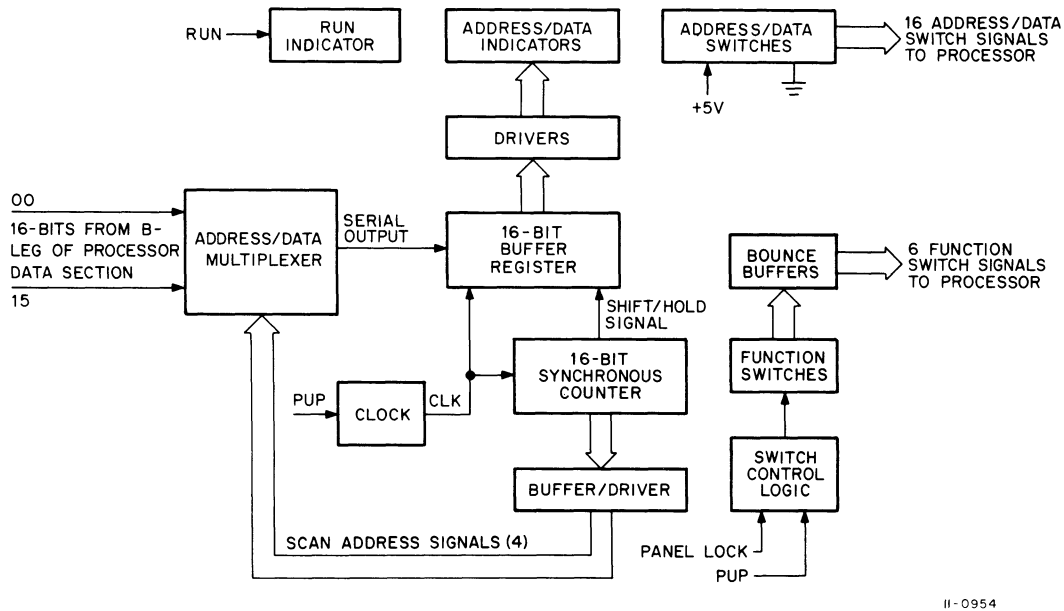 RUN
RUN
INDICATOR
ADDRESS/DATA
INDICATORS
ADDRESS/DATA
SWITCHES
16 ADDRESS/DATA
SWITCH SIGNALS
TO PROCESSOR
+5V
DRIVERS
00
16-BITS FROM B-
LEG OF PROCESSOR
DATA SECTION
15
ADDRESS/DATA
MULTIPLEXER
SERIAL
OUTPUT
16-BIT
BUFFER
REGISTER
BOUNCE
BUFFERS
6 FUNCTION
SWITCH SIGNALS
TO PROCESSOR
SHIFT/HOLD
SIGNAL
16-BIT
SYNCHRONOUS
COUNTER
FUNCTION
SWITCHES
PUP
CLOCK
CLK
SWITCH
CONTROL
LOGIC
BUFFER/DRIVER
SCAN ADDRESS SIGNALS (4)
PANEL LOCK
PUP
11-0954